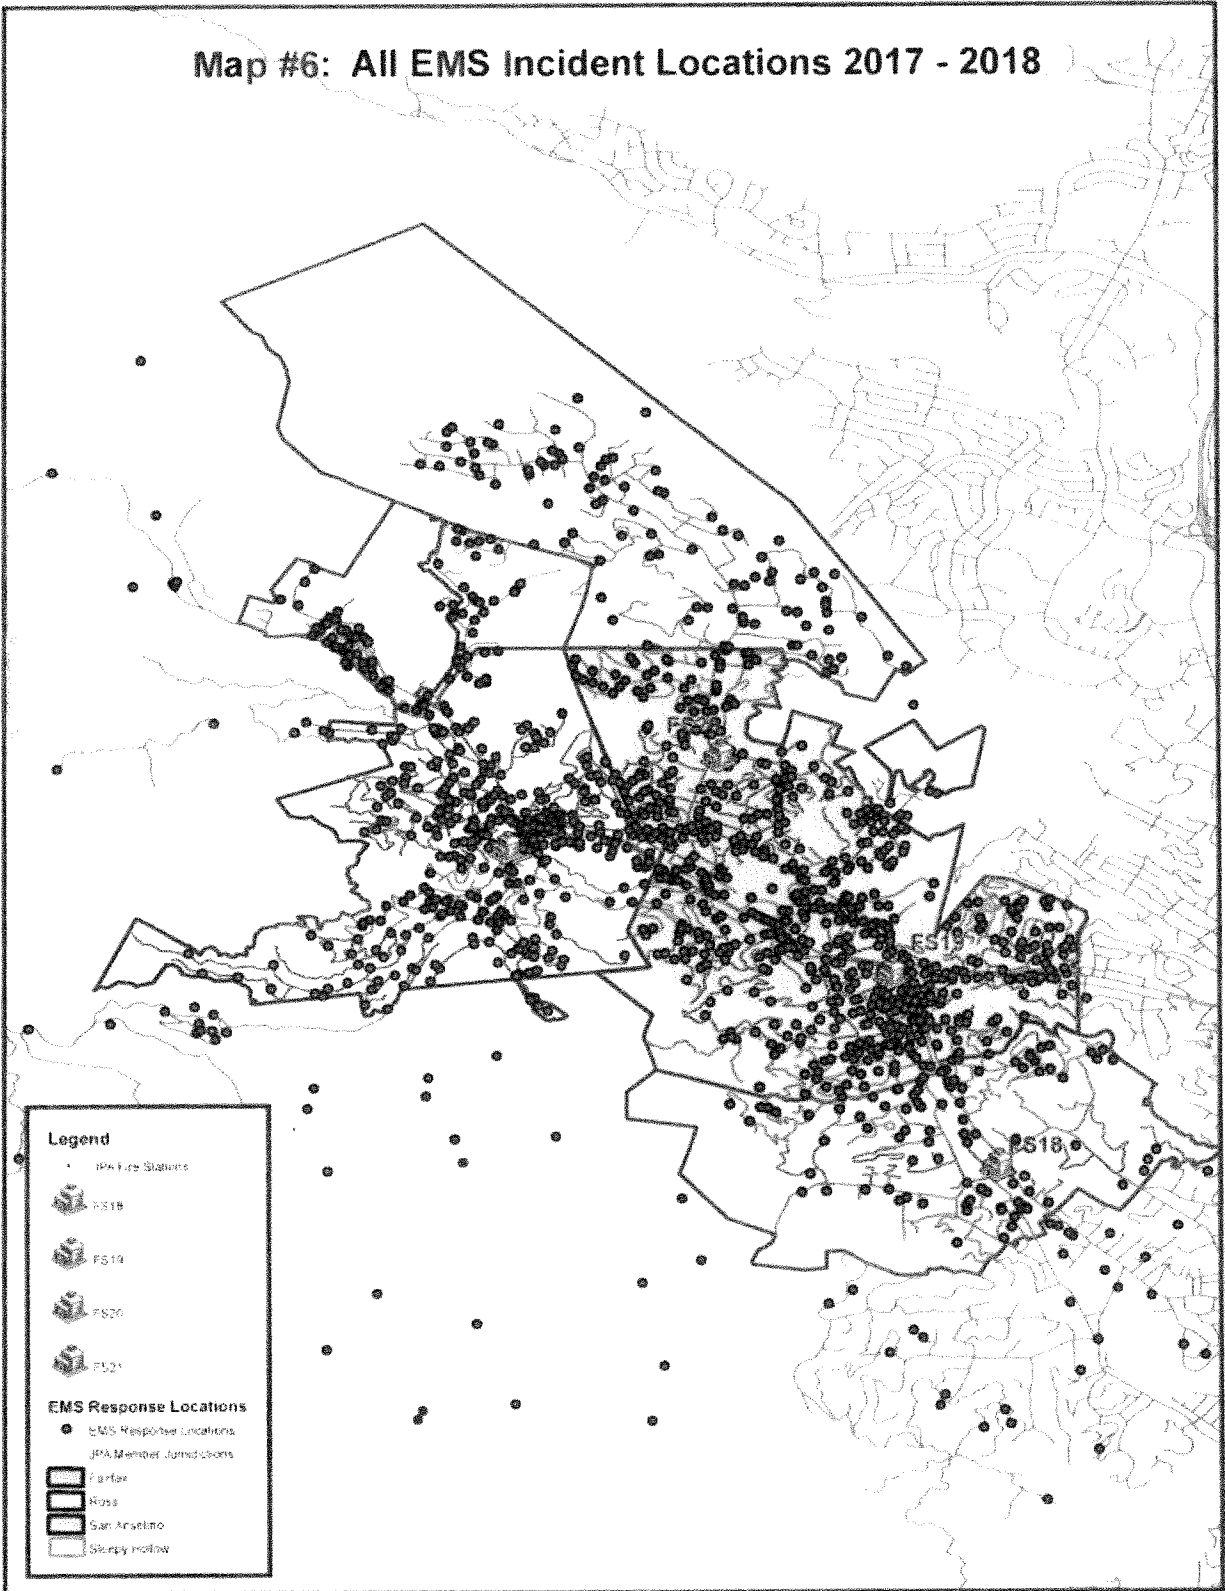 Map #6: All EMS Incident Locations 2017 - 2018
FS19
FS18
Legend
JPA Fire Stations
FS18
FS19
FS20
FS21
EMS Response Locations
EMS Response Locations
JPA Member Jurisdictions
Fairfax
Ross
San Anselmo
Sleepy Hollow